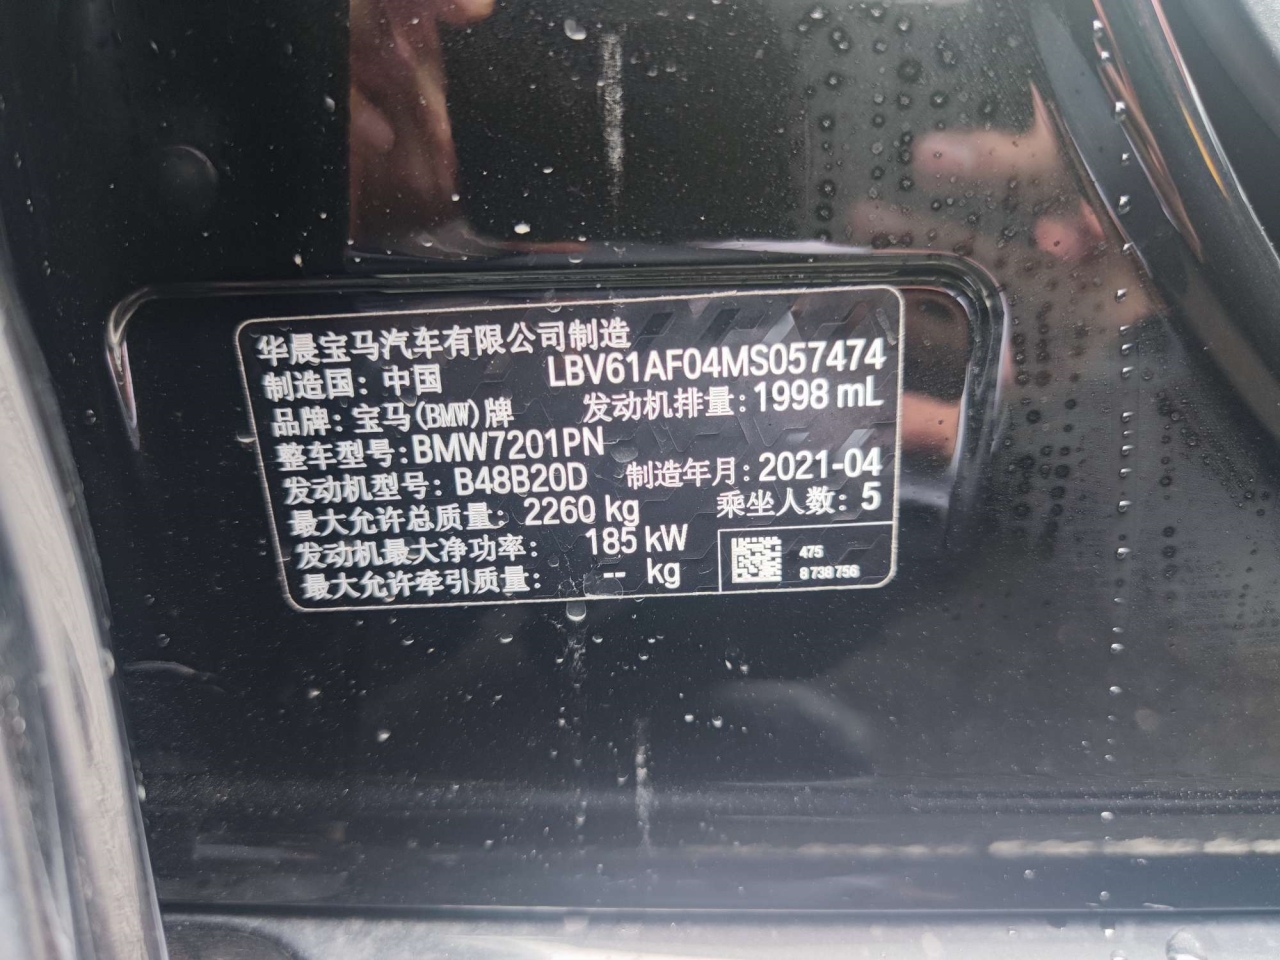 华晨宝马汽车有限公司制造
制造国：中国 LBV61AF04MS057474
品牌：宝马(BMW)牌 发动机排量：1998 mL
整车型号：BMW7201PN
发动机型号：B48B20D 制造年月：2021-04
最大允许总质量：2260 kg 乘坐人数：5
发动机最大净功率：185 kW
最大允许牵引质量：-- kg
475
8 738 756